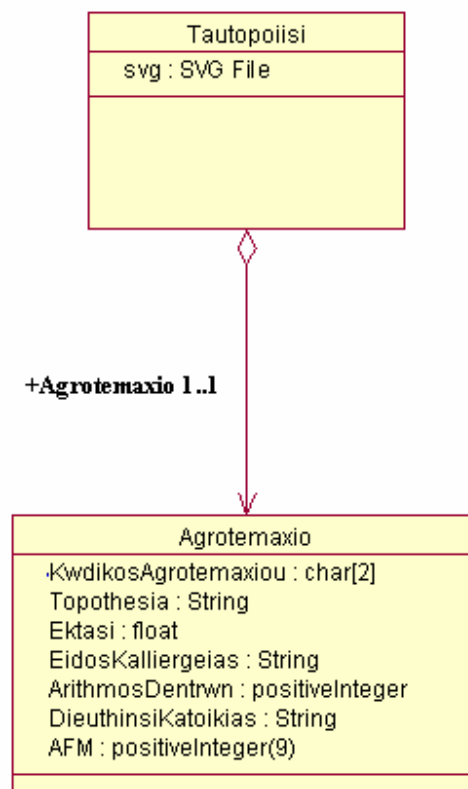 Tautopoiisi
svg : SVG File
+Agrotemaxio 1..1
Agrotemaxio
KwdikosAgrotemaxiou : char[2]
Topothesia : String
Ektasi : float
EidosKalliergeias : String
ArithmosDentrwn : positiveInteger
DieuthinsiKatoikias : String
AFM : positiveInteger(9)